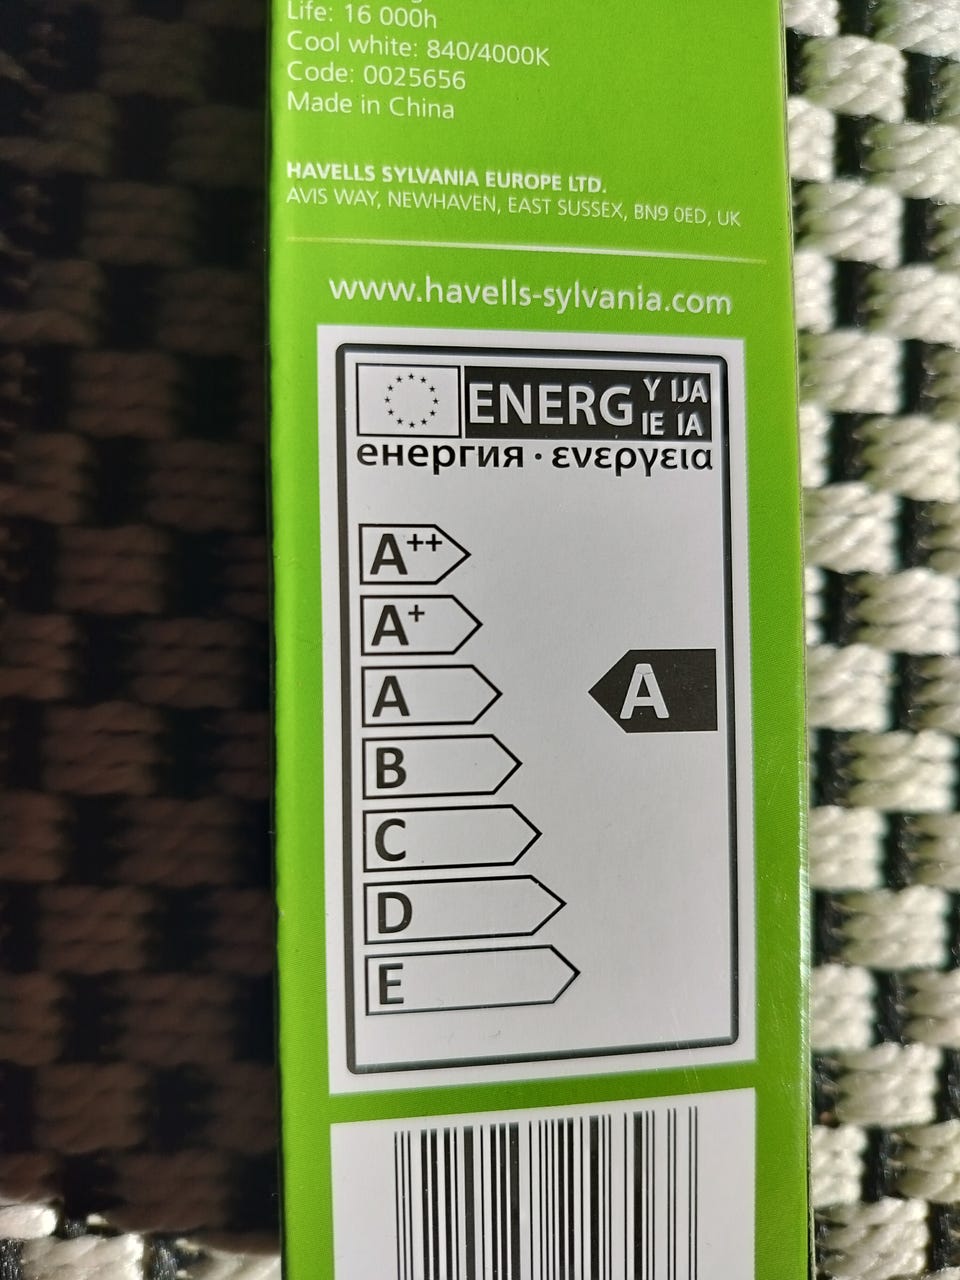 Life: 16 000h
Cool white: 840/4000K
Code: 0025656
Made in China
HAVELLS SYLVANIA EUROPE LTD.
AVIS WAY, NEWHAVEN, EAST SUSSEX, BN9 0ED, UK
www.havells-sylvania.com
ENERG Y IJA
IE IA
енергия · ενεργεια
A++
A+
A
A
B
C
D
E